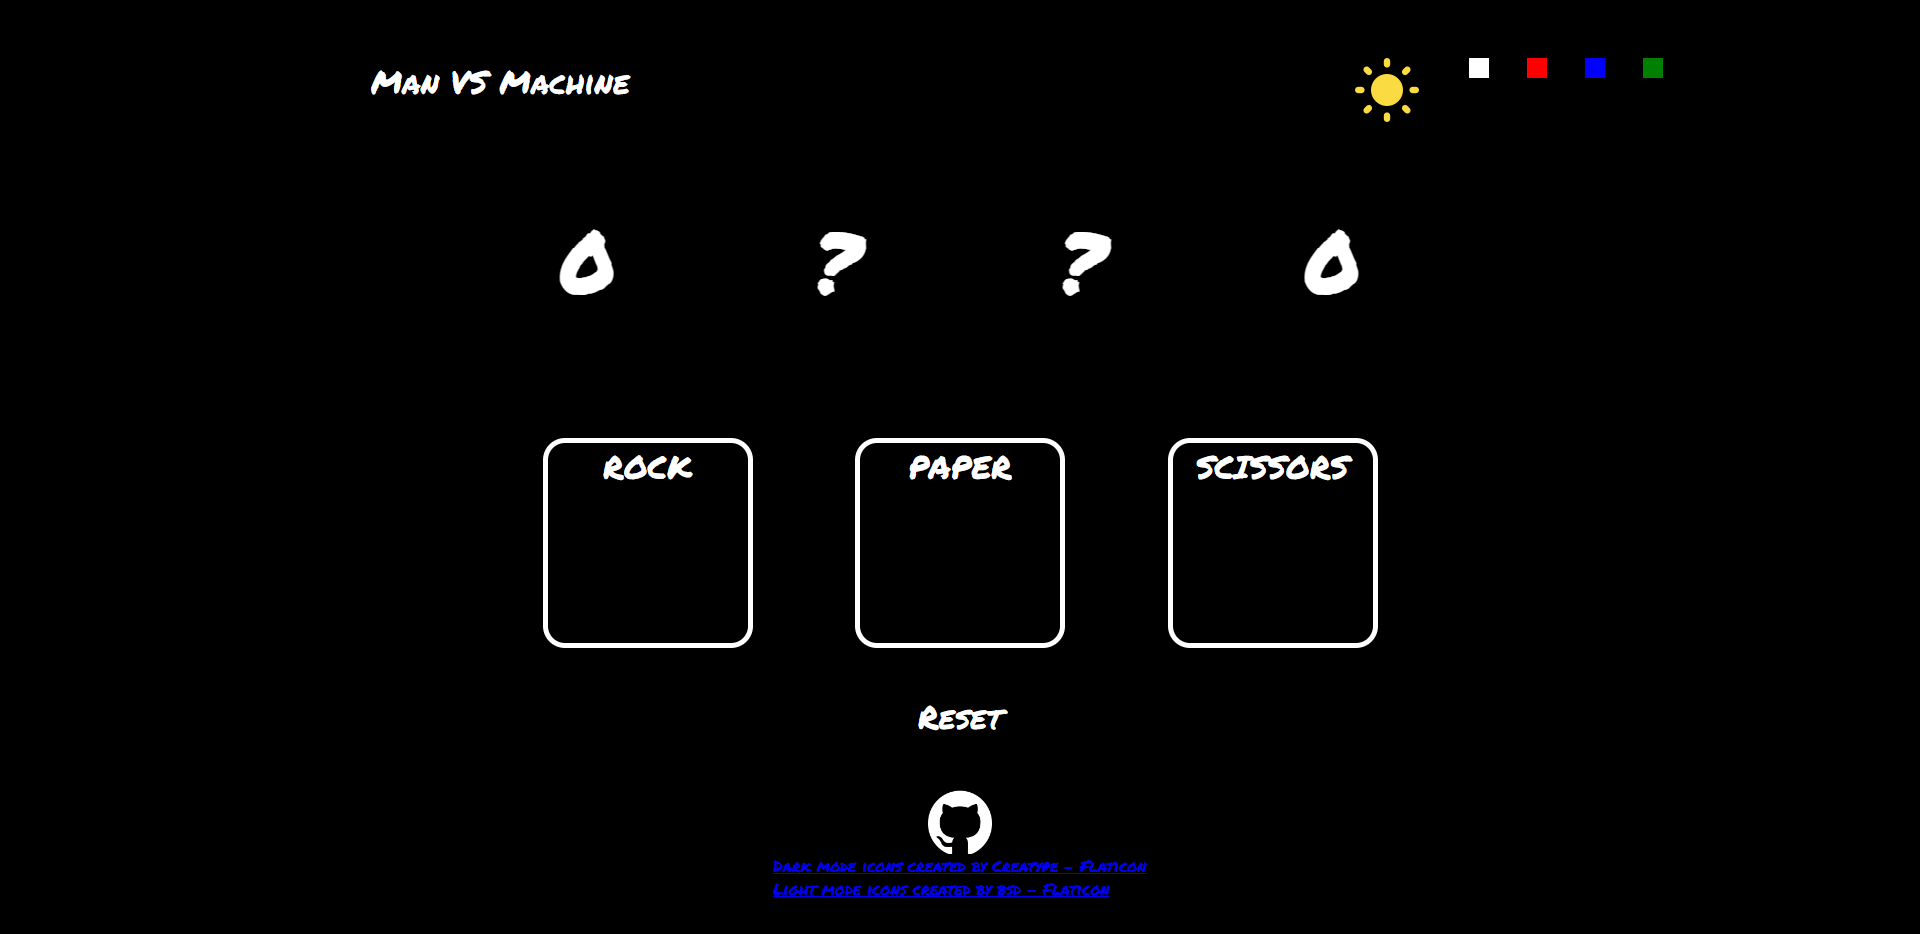 Man VS Machine
0 ? ? 0
ROCK PAPER SCISSORS
Reset
Dark mode icons created by Creatype - Flaticon
Light mode icons created by bsd - Flaticon